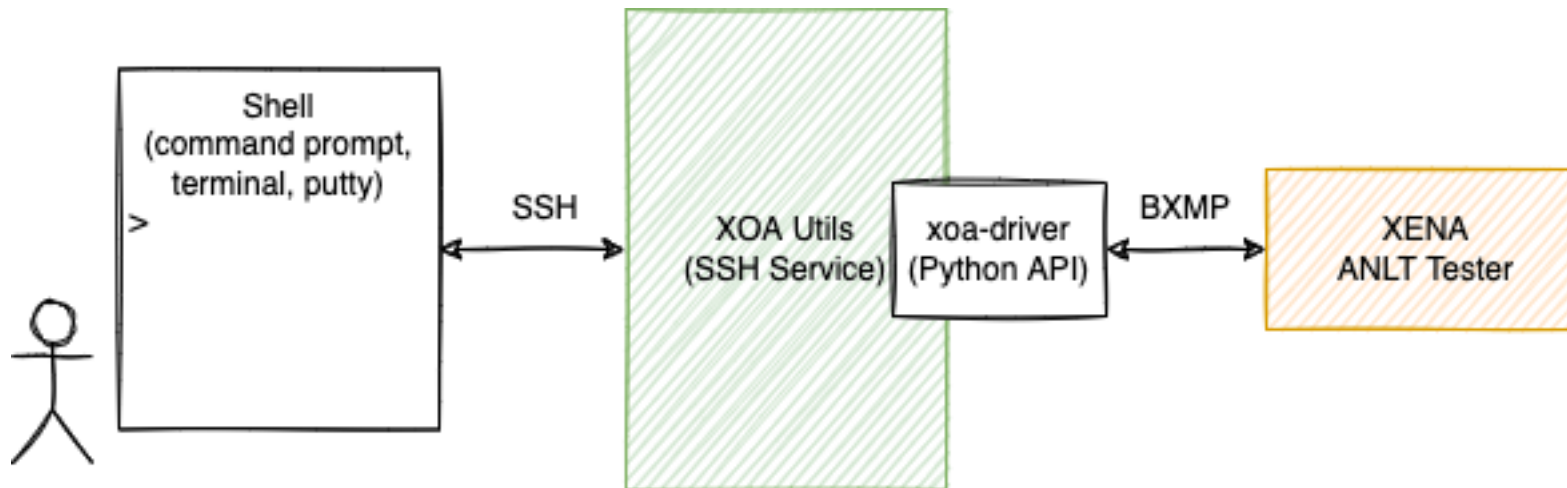 Shell
(command prompt,
terminal, putty)
>
SSH
XOA Utils
(SSH Service)
xoa-driver
(Python API)
BXMP
XENA
ANLT Tester